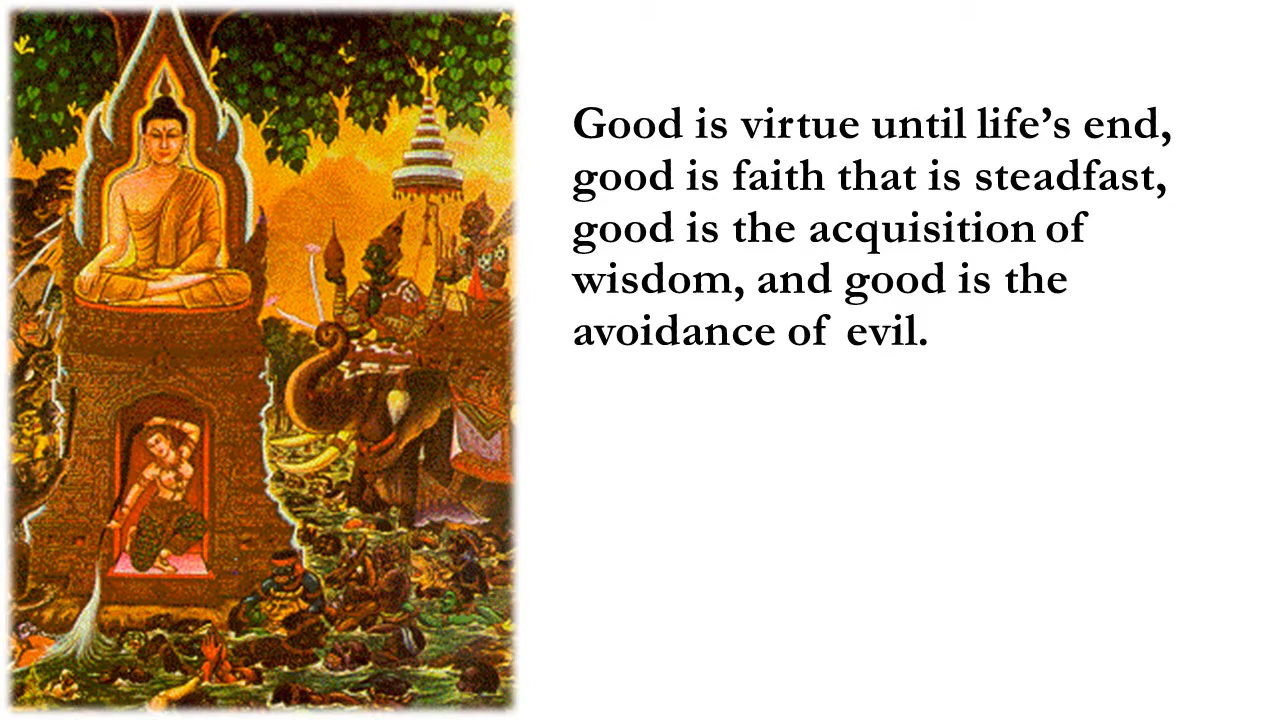 Good is virtue until life’s end,
good is faith that is steadfast,
good is the acquisition of
wisdom, and good is the
avoidance of evil.